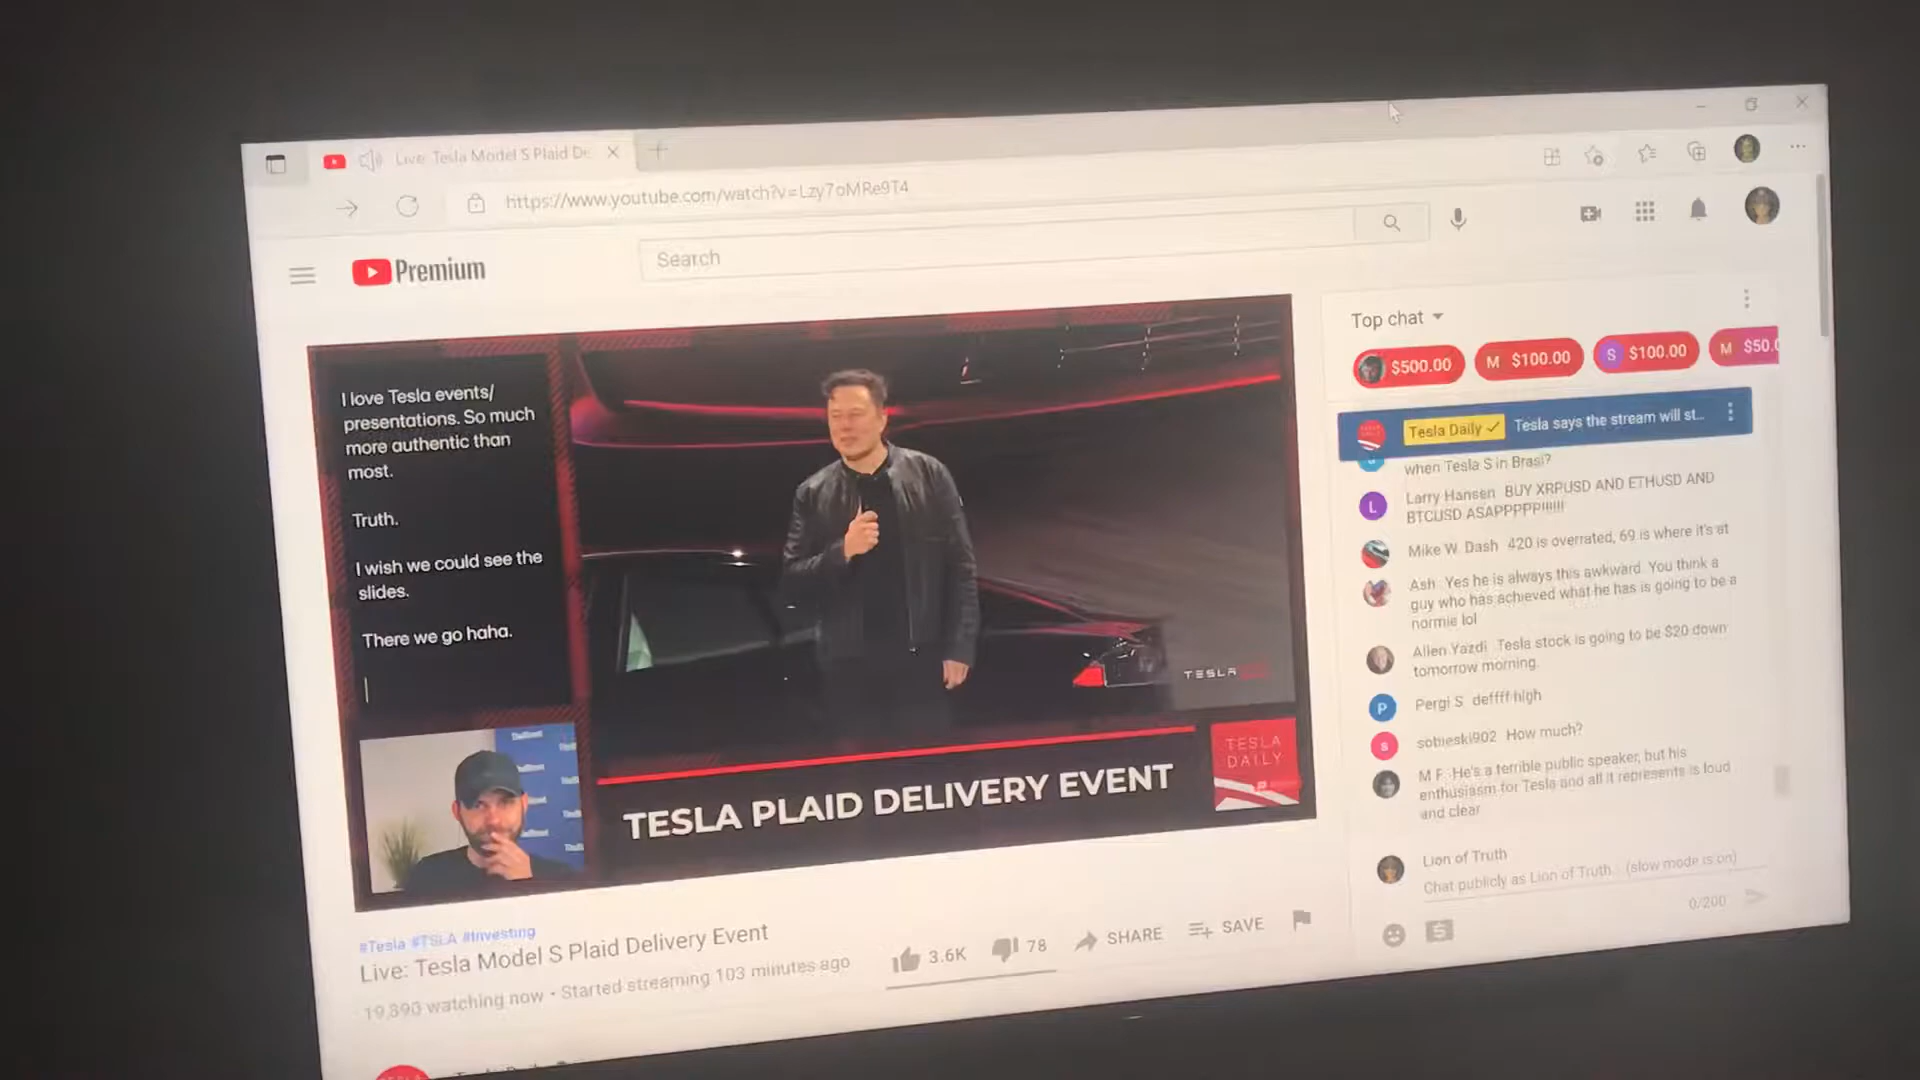 Live: Tesla Model S Plaid De
https://www.youtube.com/watch?v=Lzy7oMRe9T4
Premium
Search
I love Tesla events/
presentations. So much
more authentic than
most.
Truth.
I wish we could see the
slides.
There we go haha.
TESLA
TESLA PLAID DELIVERY EVENT
TESLA
DAILY
#Tesla #TSLA #Investing
Live: Tesla Model S Plaid Delivery Event
19,890 watching now • Started streaming 103 minutes ago
3.6K
78
SHARE
SAVE
Top chat
$500.00
M $100.00
S $100.00
M $50.0
Tesla Daily Tesla says the stream will st...
when Tesla S in Brasi?
L
Larry Hansen BUY XRPUSD AND ETHUSD AND
BTCUSD ASAPPPPP!!!!!!!
Mike W. Dash 420 is overrated, 69 is where it's at
Ash Yes he is always this awkward. You think a
guy who has achieved what he has is going to be a
normie lol
Allen Yazdi Tesla stock is going to be $20 down
tomorrow morning.
P
Pergi S deffff high
s
sobieski902 How much?
M F He's a terrible public speaker, but his
enthusiasm for Tesla and all it represents is loud
and clear
Lion of Truth
Chat publicly as Lion of Truth... (slow mode is on)
0/200